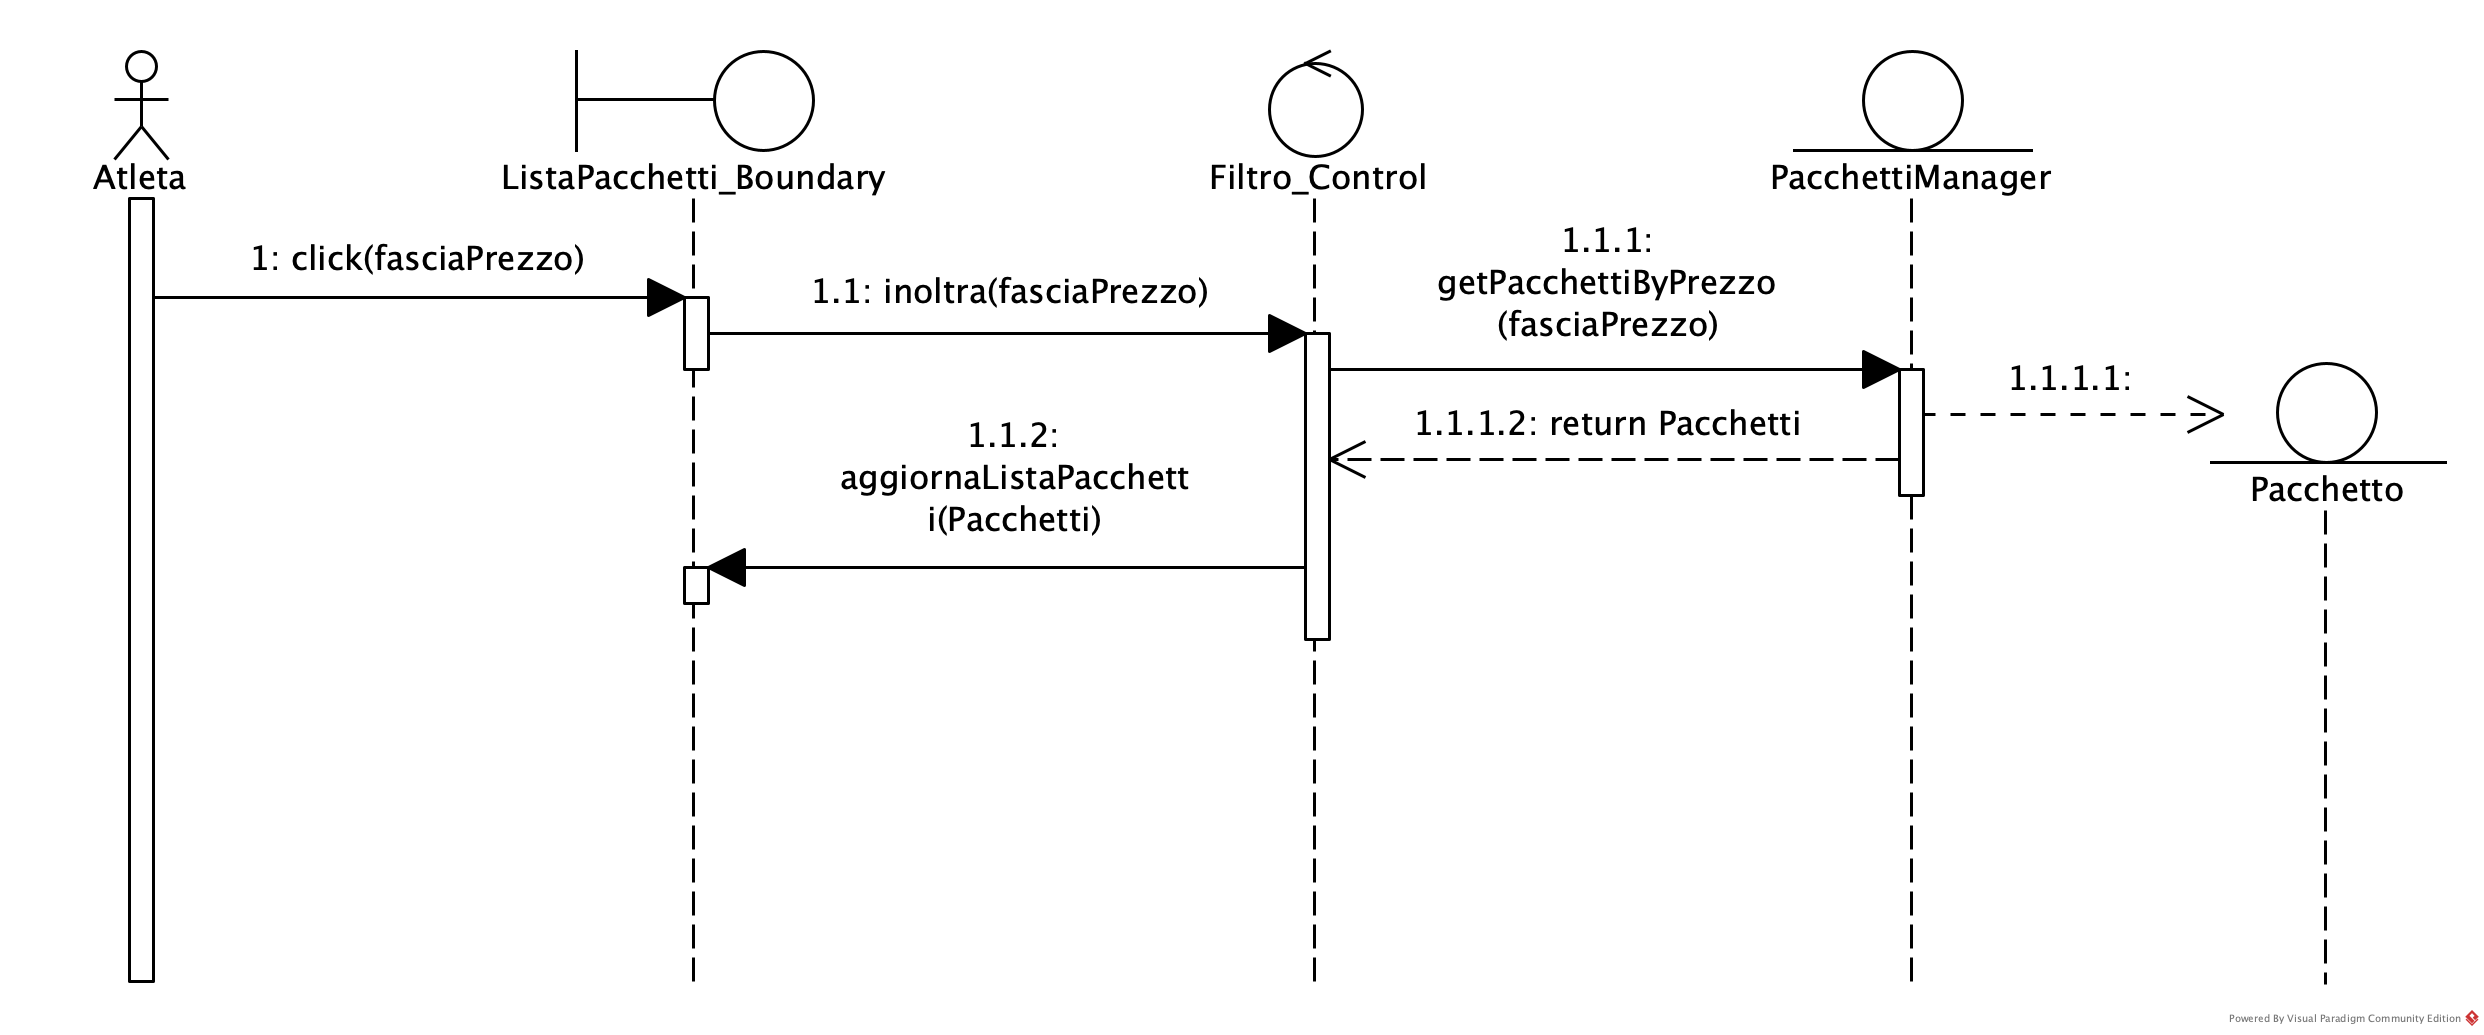 Atleta
ListaPacchetti_Boundary
Filtro_Control
PacchettiManager
1: click(fasciaPrezzo)
1.1: inoltra(fasciaPrezzo)
1.1.1:
getPacchettiByPrezzo
(fasciaPrezzo)
1.1.1.1:
Pacchetto
1.1.1.2: return Pacchetti
1.1.2:
aggiornaListaPacchett
i(Pacchetti)
Powered By Visual Paradigm Community Edition